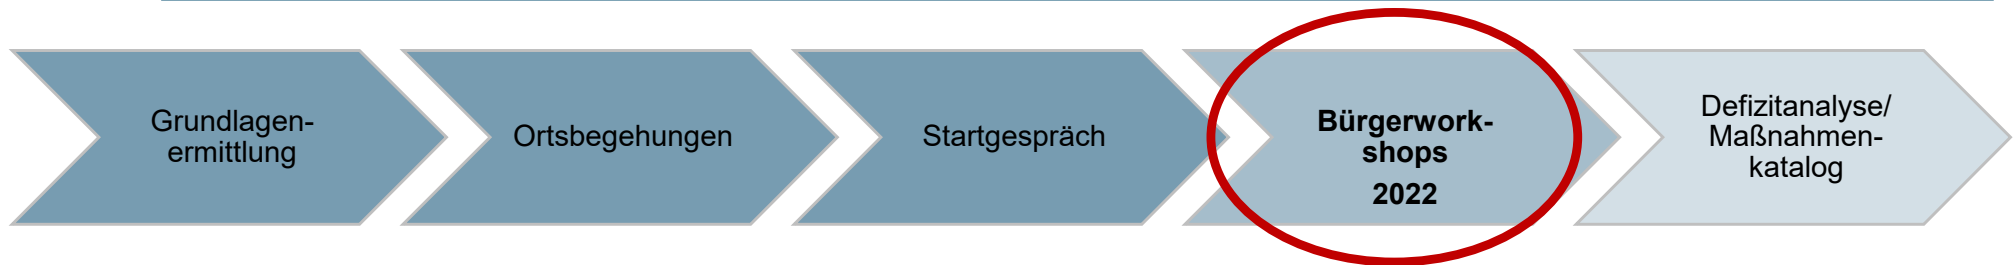 Grundlagen-
ermittlung
Ortsbegehungen
Startgespräch
Bürgerwork-
shops
2022
Defizitanalyse/
Maßnahmen-
katalog